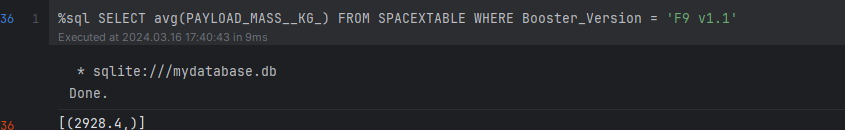 36 1 %sql SELECT avg(PAYLOAD_MASS__KG_) FROM SPACEXTABLE WHERE Booster_Version = 'F9 v1.1'
Executed at 2024.03.16 17:40:43 in 9ms
* sqlite:///mydatabase.db
Done.
36 [(2928.4,)]